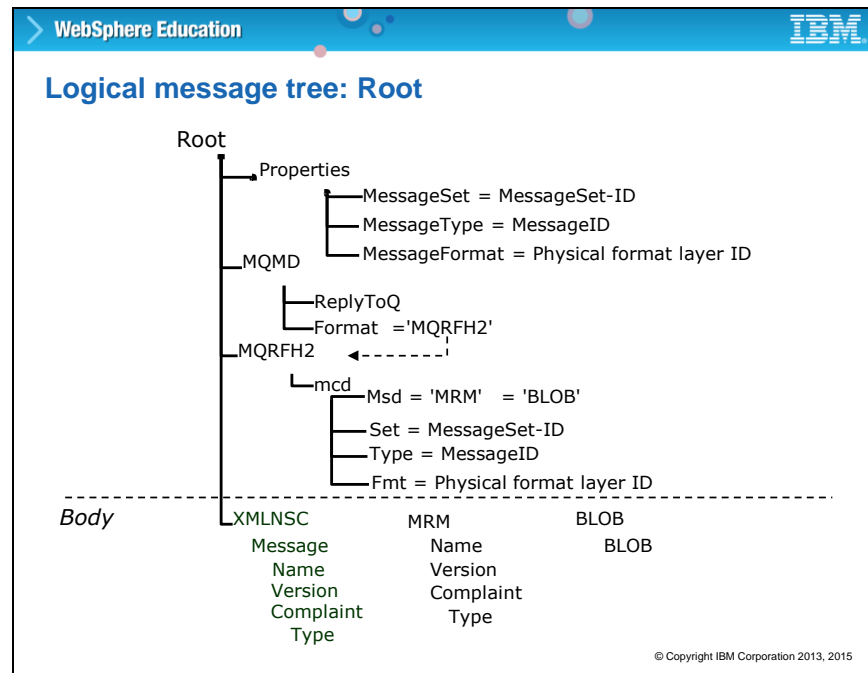 WebSphere Education
IBM
Logical message tree: Root
Root
Properties
MessageSet = MessageSet-ID
MessageType = MessageID
MessageFormat = Physical format layer ID
MQMD
ReplyToQ
Format ='MQRFH2'
MQRFH2
mcd
Msd = 'MRM' = 'BLOB'
Set = MessageSet-ID
Type = MessageID
Fmt = Physical format layer ID
Body XMLNSC MRM BLOB
Message Name BLOB
Name Version
Version Complaint
Complaint Type
Type
© Copyright IBM Corporation 2013, 2015